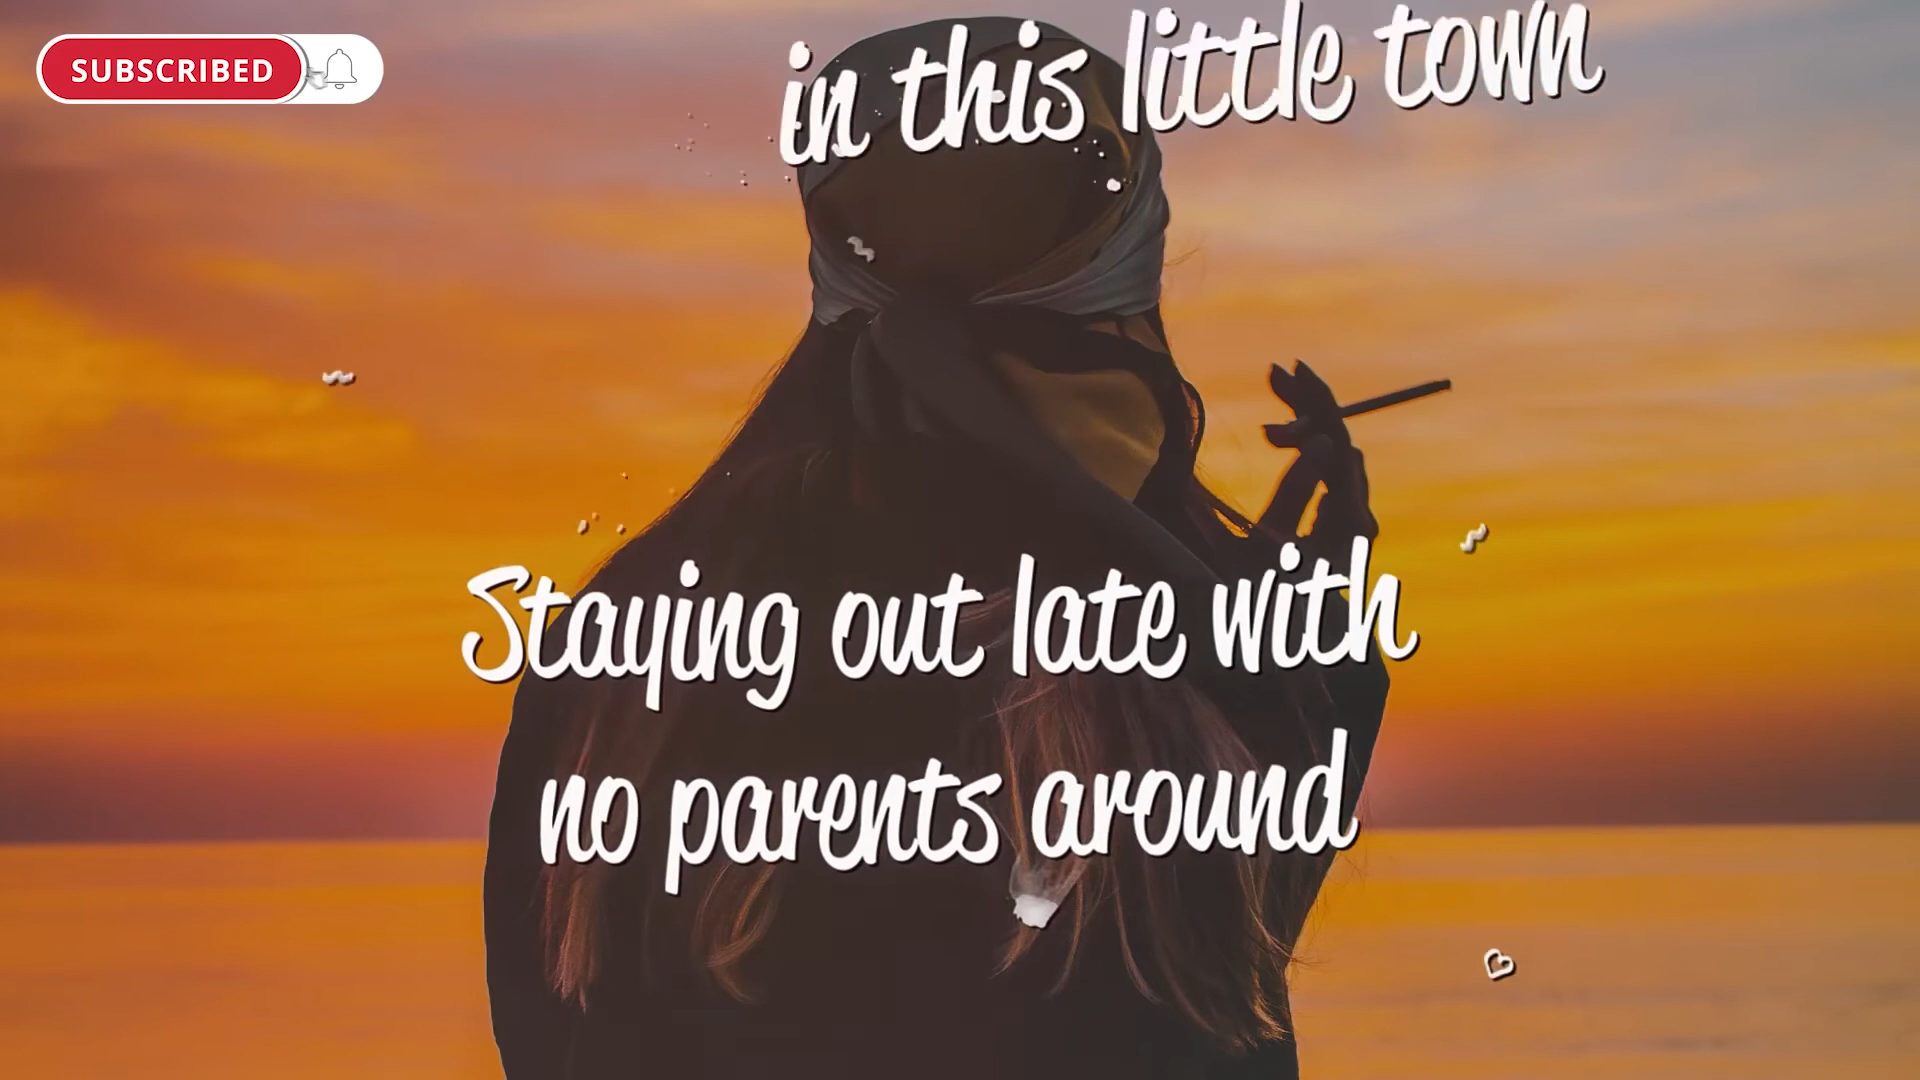 SUBSCRIBED
in this little town
Staying out late with
no parents around